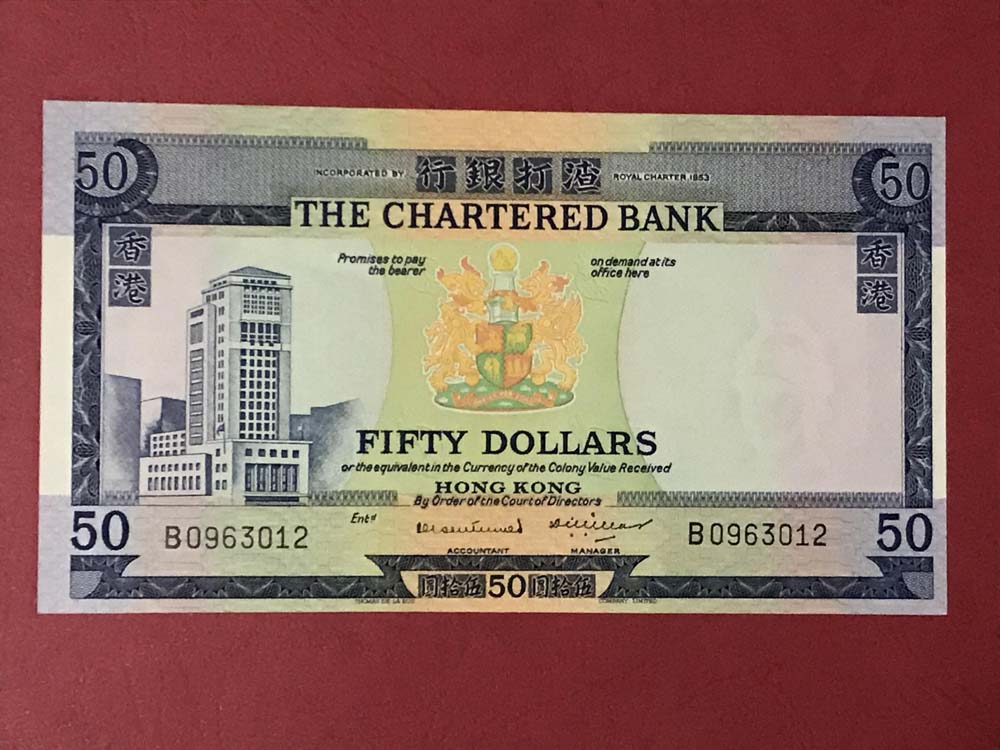 50
50
INCORPORATED BY 行銀打渣 ROYAL CHARTER 1853
THE CHARTERED BANK
香港
香港
Promises to pay
the bearer
on demand at its
office here
FIFTY DOLLARS
or the equivalent in the Currency of the Colony Value Received
HONG KONG
By Order of the Court of Directors
50
B0963012
Entd
B0963012
50
ACCOUNTANT
MANAGER
圓拾伍 50 圓拾伍
THOMAS DE LA RUE
COMPANY, LIMITED